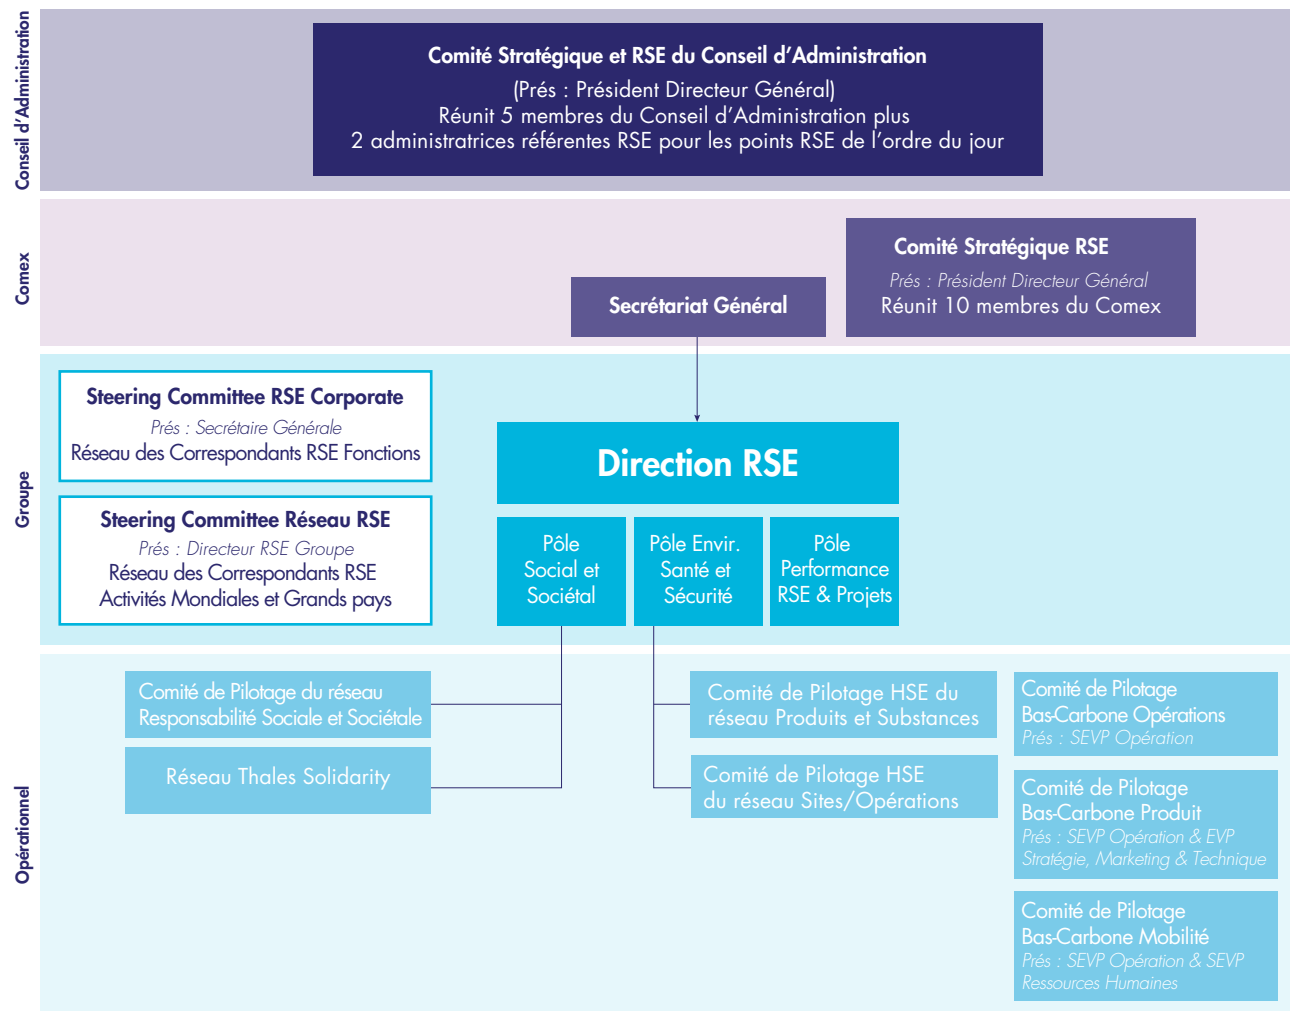 Conseil d’Administration
Comité Stratégique et RSE du Conseil d’Administration
(Prés : Président Directeur Général)
Réunit 5 membres du Conseil d’Administration plus
2 administratrices référentes RSE pour les points RSE de l’ordre du jour
Comex
Secrétariat Général
Comité Stratégique RSE
Prés : Président Directeur Général
Réunit 10 membres du Comex
Groupe
Steering Committee RSE Corporate
Prés : Secrétaire Générale
Réseau des Correspondants RSE Fonctions
Steering Committee Réseau RSE
Prés : Directeur RSE Groupe
Réseau des Correspondants RSE
Activités Mondiales et Grands pays
Direction RSE
Pôle
Social et
Sociétal
Pôle Envir.
Santé et
Sécurité
Pôle
Performance
RSE & Projets
Opérationnel
Comité de Pilotage du réseau
Responsabilité Sociale et Sociétale
Réseau Thales Solidarity
Comité de Pilotage HSE du
réseau Produits et Substances
Comité de Pilotage HSE
du réseau Sites/Opérations
Comité de Pilotage
Bas-Carbone Opérations
Prés : SEVP Opération
Comité de Pilotage
Bas-Carbone Produit
Prés : SEVP Opération & EVP
Stratégie, Marketing & Technique
Comité de Pilotage
Bas-Carbone Mobilité
Prés : SEVP Opération & SEVP
Ressources Humaines